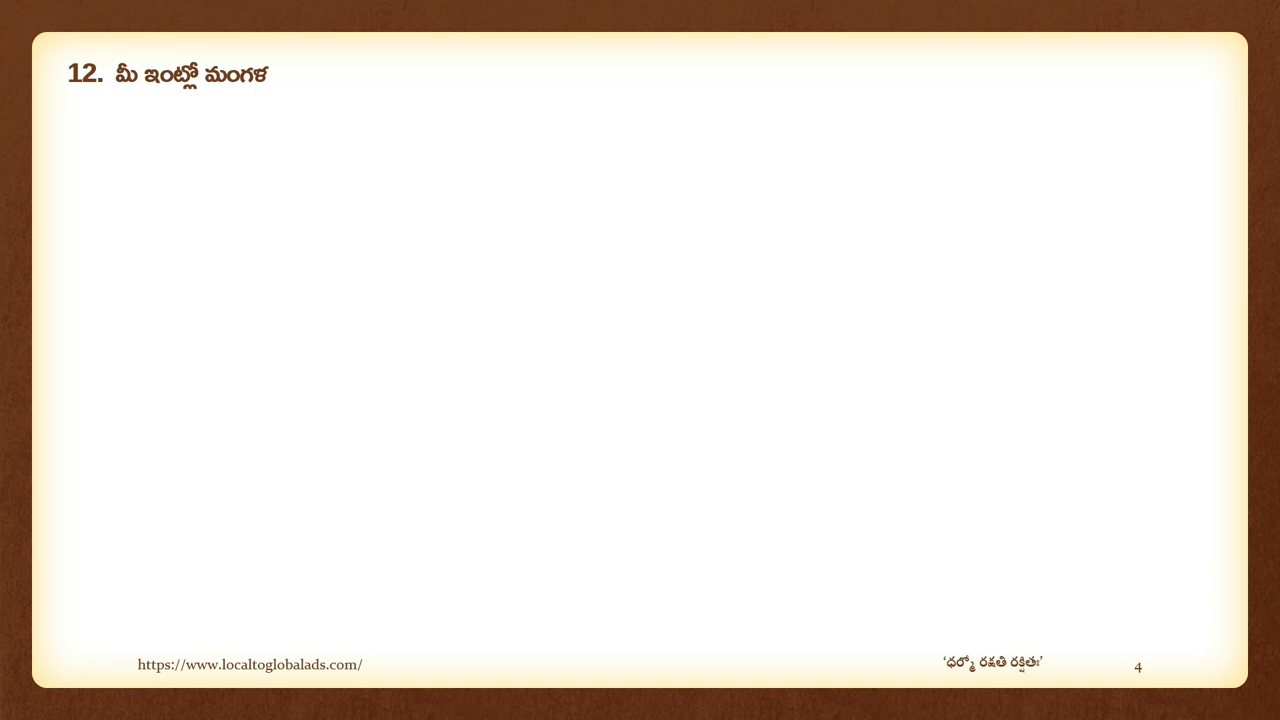 12. మీ ఇంట్లో మంగళ
https://www.localtoglobalads.com/
‘ధర్మో రక్షతి రక్షితః’
4